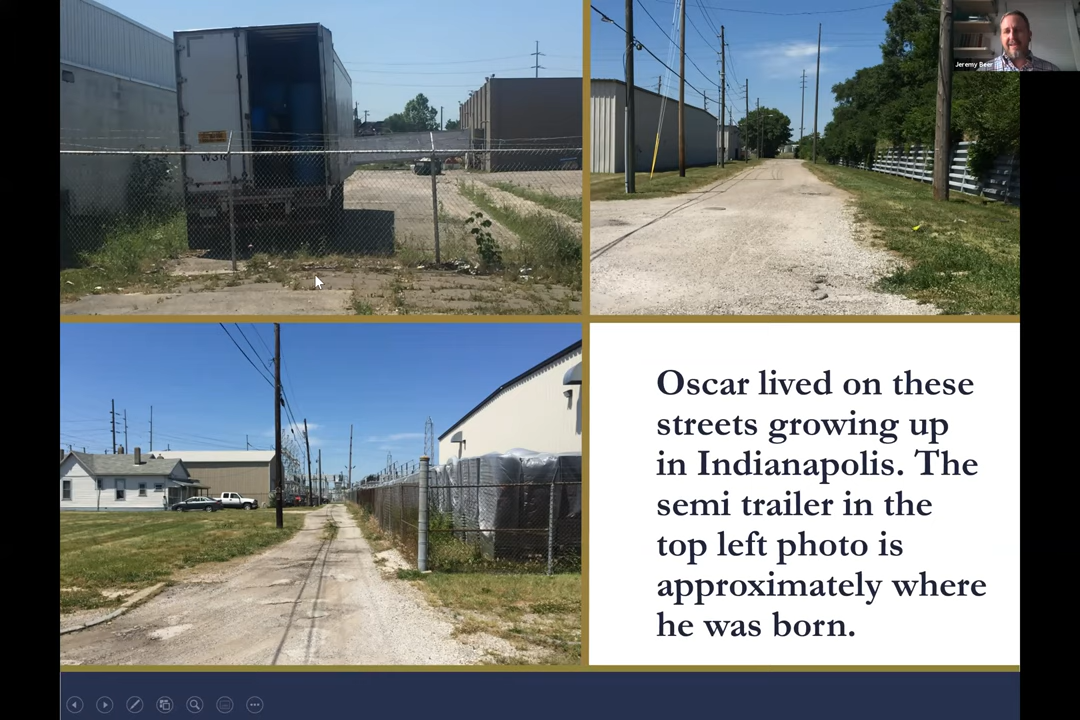 Jeremy Beer
Oscar lived on these
streets growing up
in Indianapolis. The
semi trailer in the
top left photo is
approximately where
he was born.